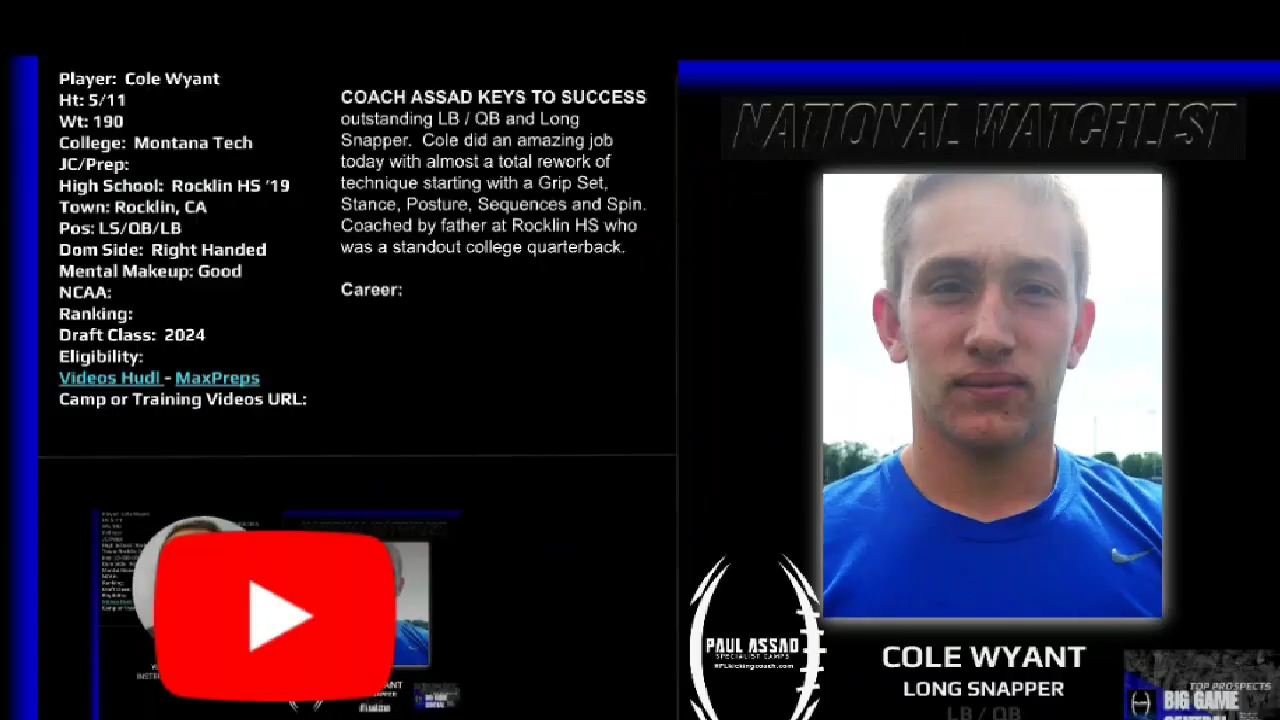 Player: Cole Wyant
Ht: 5/11
Wt: 190
College: Montana Tech
JC/Prep:
High School: Rocklin HS '19
Town: Rocklin, CA
Pos: LS/QB/LB
Dom Side: Right Handed
Mental Makeup: Good
NCAA:
Ranking:
Draft Class: 2024
Eligibility:
Videos Hudl - MaxPreps
Camp or Training Videos URL:
COACH ASSAD KEYS TO SUCCESS
outstanding LB / QB and Long
Snapper. Cole did an amazing job
today with almost a total rework of
technique starting with a Grip Set,
Stance, Posture, Sequences and Spin.
Coached by father at Rocklin HS who
was a standout college quarterback.
Career:
NATIONAL WATCHLIST
PAUL ASSAD
SPECIALIST CAMPS
NFLkickingcoach.com
COLE WYANT
LONG SNAPPER
LB / QB
TOP PROSPECTS
BIG GAME